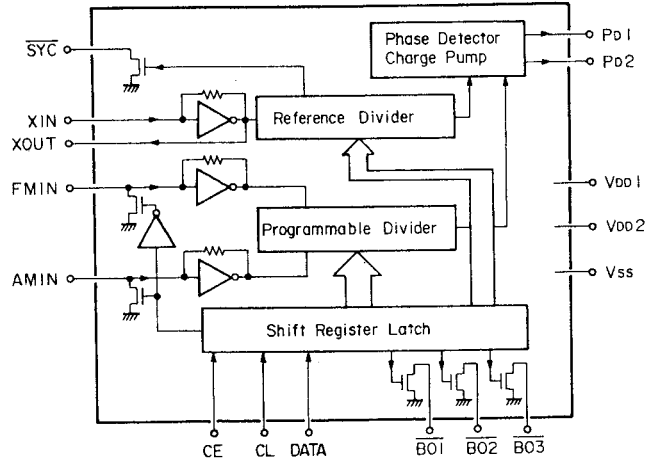 SYC
Phase Detector
Charge Pump
PD1
PD2
XIN
Reference Divider
XOUT
FMIN
VDD1
Programmable Divider
VDD2
AMIN
VSS
Shift Register Latch
CE
CL
DATA
BO1
BO2
BO3